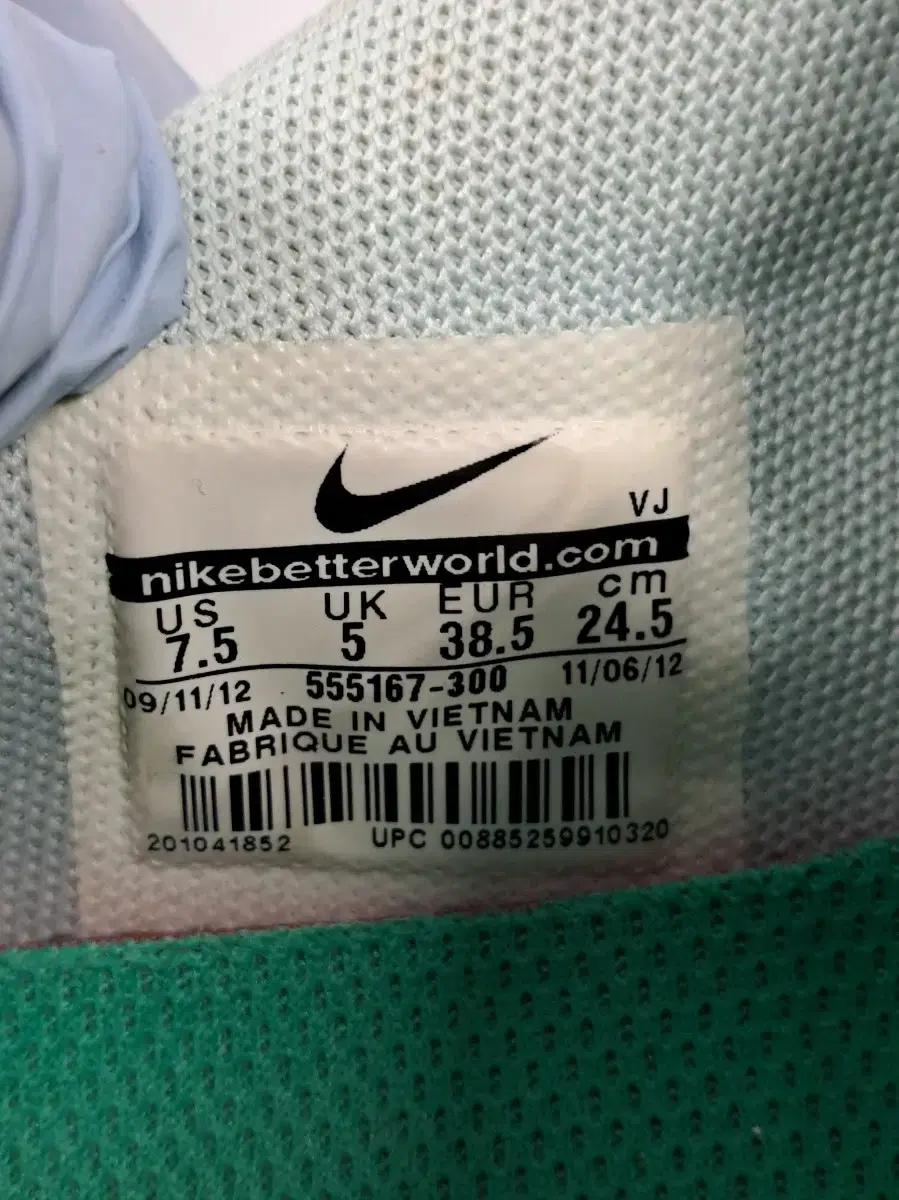 VJ
nikebetterworld.com
US UK EUR cm
7.5 5 38.5 24.5
09/11/12 555167-300 11/06/12
MADE IN VIETNAM
FABRIQUE AU VIETNAM
201041852 UPC 00885259910320